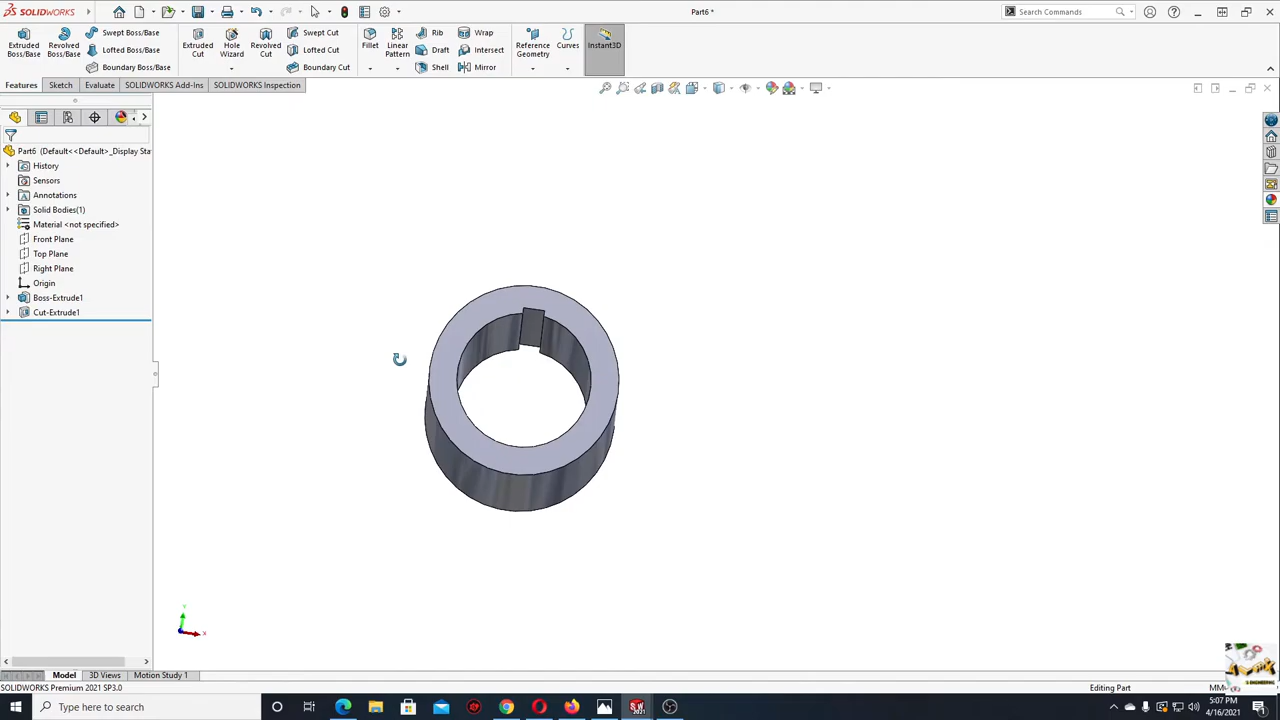 SOLIDWORKS
Part6 *
Search Commands
Extruded Boss/Base
Revolved Boss/Base
Swept Boss/Base
Lofted Boss/Base
Boundary Boss/Base
Extruded Cut
Hole Wizard
Revolved Cut
Swept Cut
Lofted Cut
Boundary Cut
Fillet
Linear Pattern
Rib
Draft
Shell
Wrap
Intersect
Mirror
Reference Geometry
Curves
Instant3D
Features
Sketch
Evaluate
SOLIDWORKS Add-Ins
SOLIDWORKS Inspection
Part6 (Default<<Default>_Display Sta
History
Sensors
Annotations
Solid Bodies(1)
Material <not specified>
Front Plane
Top Plane
Right Plane
Origin
Boss-Extrude1
Cut-Extrude1
Y
X
Model
3D Views
Motion Study 1
SOLIDWORKS Premium 2021 SP3.0
Editing Part
Type here to search
5:07 PM
4/16/2021